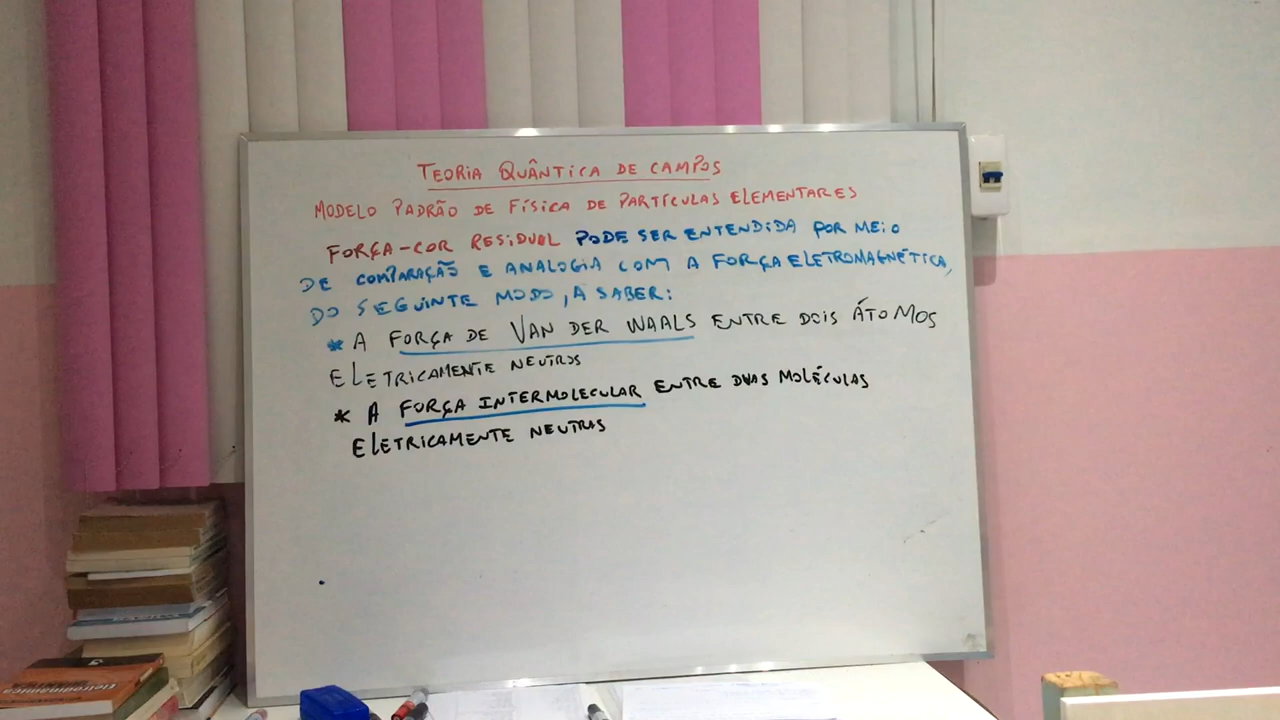 TEORIA QUÂNTICA DE CAMPOS
MODELO PADRÃO DE FÍSICA DE PARTÍCULAS ELEMENTARES
FORÇA-COR RESIDUAL PODE SER ENTENDIDA POR MEIO
DE COMPARAÇÃO E ANALOGIA COM A FORÇA ELETROMAGNÉTICA,
DO SEGUINTE MODO, A SABER:
* A FORÇA DE VAN DER WAALS ENTRE DOIS ÁTOMOS
ELETRICAMENTE NEUTROS
* A FORÇA INTERMOLECULAR ENTRE DUAS MOLÉCULAS
ELETRICAMENTE NEUTRAS
Eletrodinâmica